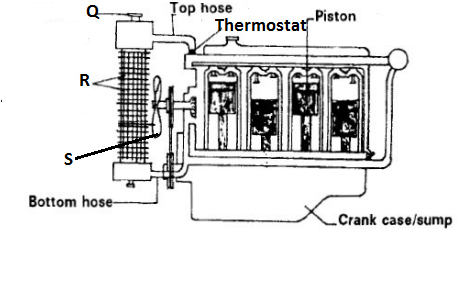 Q
Top hose
Thermostat
Piston
R
S
Bottom hose
Crank case/sump